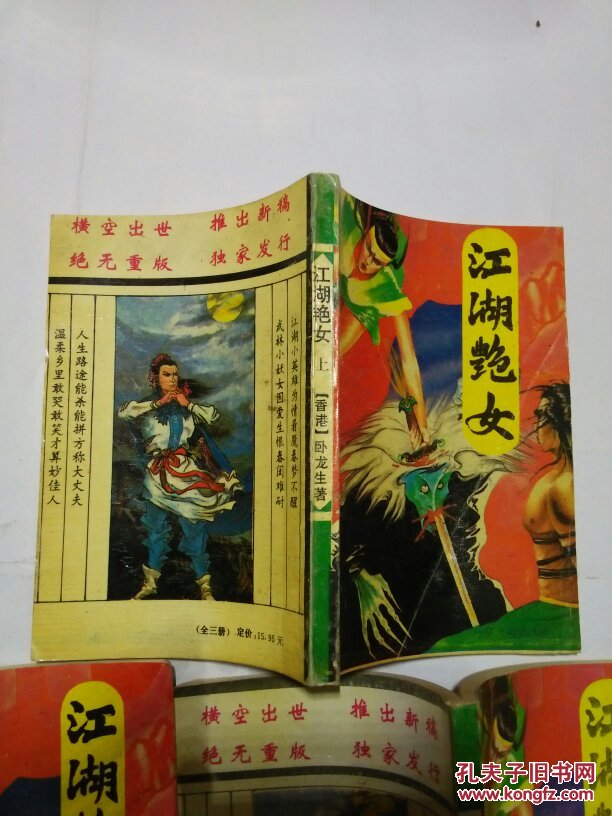 横空出世 推出新稿
绝无重版 独家发行
江湖小英雄为情看是春梦不醒
武林小妖女因爱生恨春闺难耐
人生路途能杀能拼方称大丈夫
温柔乡里敢哭敢笑才算妙佳人
(全三册) 定价:15.95元
江湖艳女 上 【香港】卧龙生著
江湖艳女
江湖
横空出世 推出新稿
绝无重版 独家发行
江湖
孔夫子旧书网
www.kongfz.com